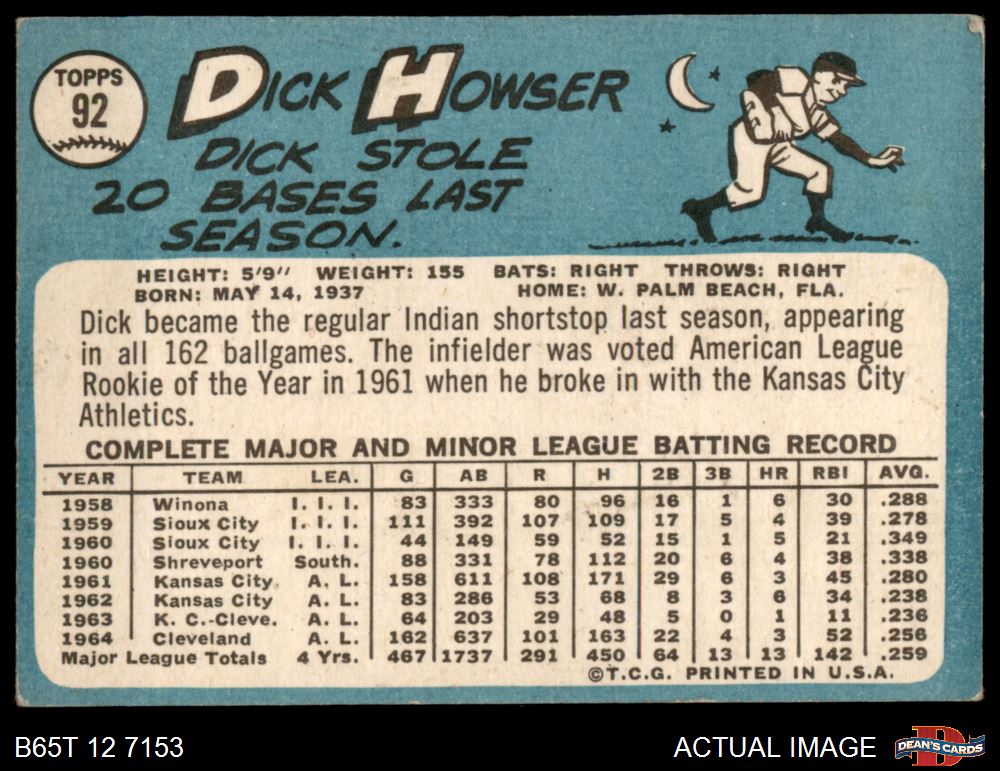 TOPPS
92
DICK HOWSER
DICK STOLE
20 BASES LAST
SEASON.
HEIGHT: 5'9" WEIGHT: 155 BATS: RIGHT THROWS: RIGHT
BORN: MAY 14, 1937 HOME: W. PALM BEACH, FLA.
Dick became the regular Indian shortstop last season, appearing
in all 162 ballgames. The infielder was voted American League
Rookie of the Year in 1961 when he broke in with the Kansas City
Athletics.
COMPLETE MAJOR AND MINOR LEAGUE BATTING RECORD
YEAR TEAM LEA. G AB R H 2B 3B HR RBI AVG.
1958 Winona I. I. I. 83 333 80 96 16 1 6 30 .288
1959 Sioux City I. I. I. 111 392 107 109 17 5 4 39 .278
1960 Sioux City I. I. I. 44 149 59 52 15 1 5 21 .349
1960 Shreveport South. 88 331 78 112 20 6 4 38 .338
1961 Kansas City A. L. 158 611 108 171 29 6 3 45 .280
1962 Kansas City A. L. 83 286 53 68 8 3 6 34 .238
1963 K. C.-Cleve. A. L. 64 203 29 48 5 0 1 11 .236
1964 Cleveland A. L. 162 637 101 163 22 4 3 52 .256
Major League Totals 4 Yrs. 467 1737 291 450 64 13 13 142 .259
©T.C.G. PRINTED IN U.S.A.
B65T 12 7153 ACTUAL IMAGE
D
DEAN'S CARDS